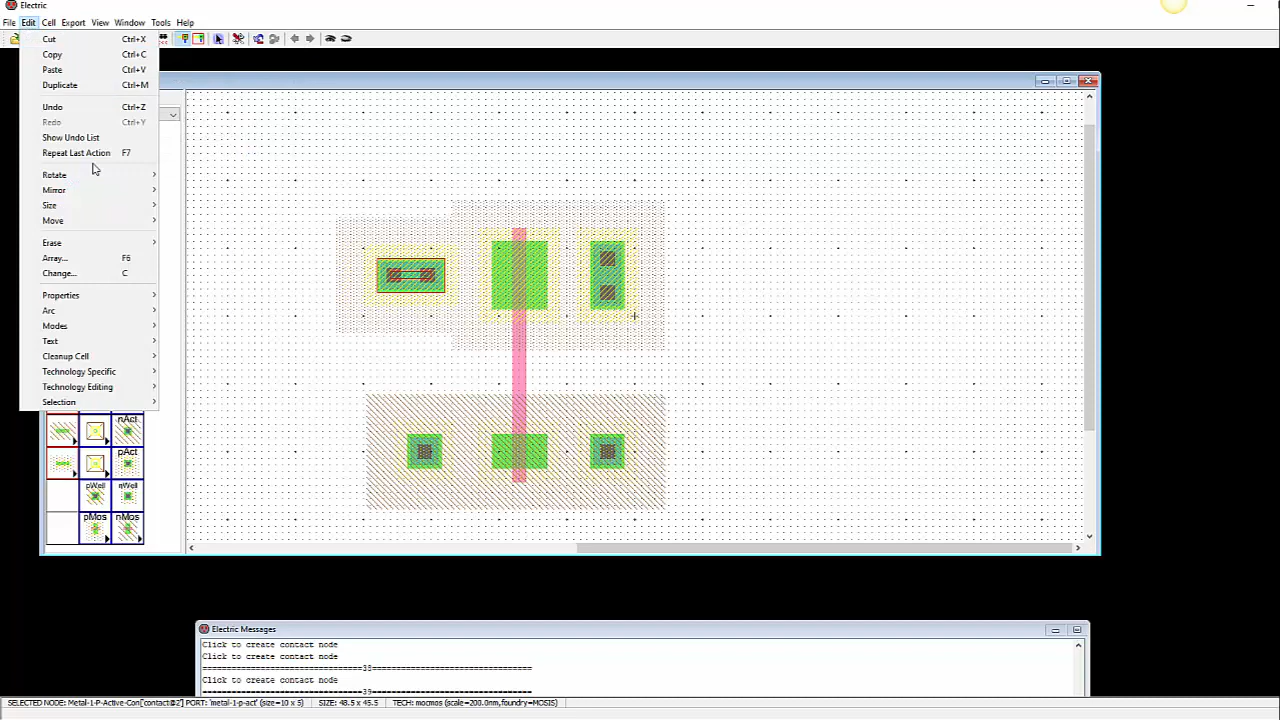 Electric
File Edit Cell Export View Window Tools Help
Cut Ctrl+X
Copy Ctrl+C
Paste Ctrl+V
Duplicate Ctrl+M
Undo Ctrl+Z
Redo Ctrl+Y
Show Undo List
Repeat Last Action F7
Rotate
Mirror
Size
Move
Erase
Array... F6
Change... C
Properties
Arc
Modes
Text
Cleanup Cell
Technology Specific
Technology Editing
Selection
nAct
pAct
pWell nWell
pMos nMos
Electric Messages
Click to create contact node
Click to create contact node
================================38================================
Click to create contact node
================================39================================
SELECTED NODE: Metal-1-P-Active-Con[contact@2'] PORT: 'metal-1-p-act' (size=10 x 5) SIZE: 48.5 x 45.5 TECH: mocmos (scale=200.0nm,foundry=MOSIS)